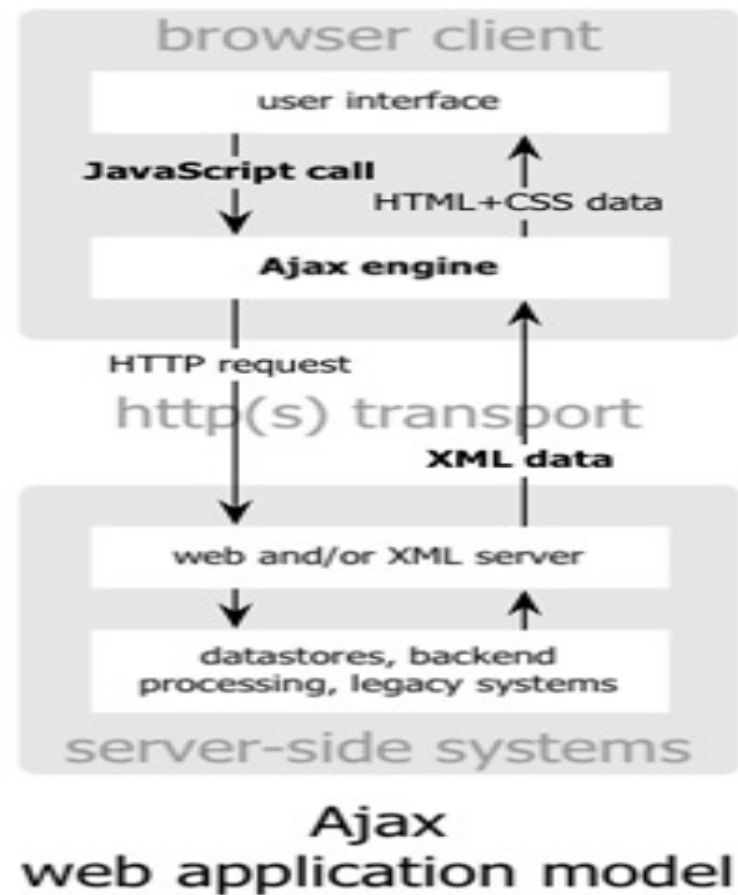 browser client
user interface
JavaScript call
HTML+CSS data
Ajax engine
HTTP request
http(s) transport
XML data
web and/or XML server
datastores, backend
processing, legacy systems
server-side systems
Ajax
web application model